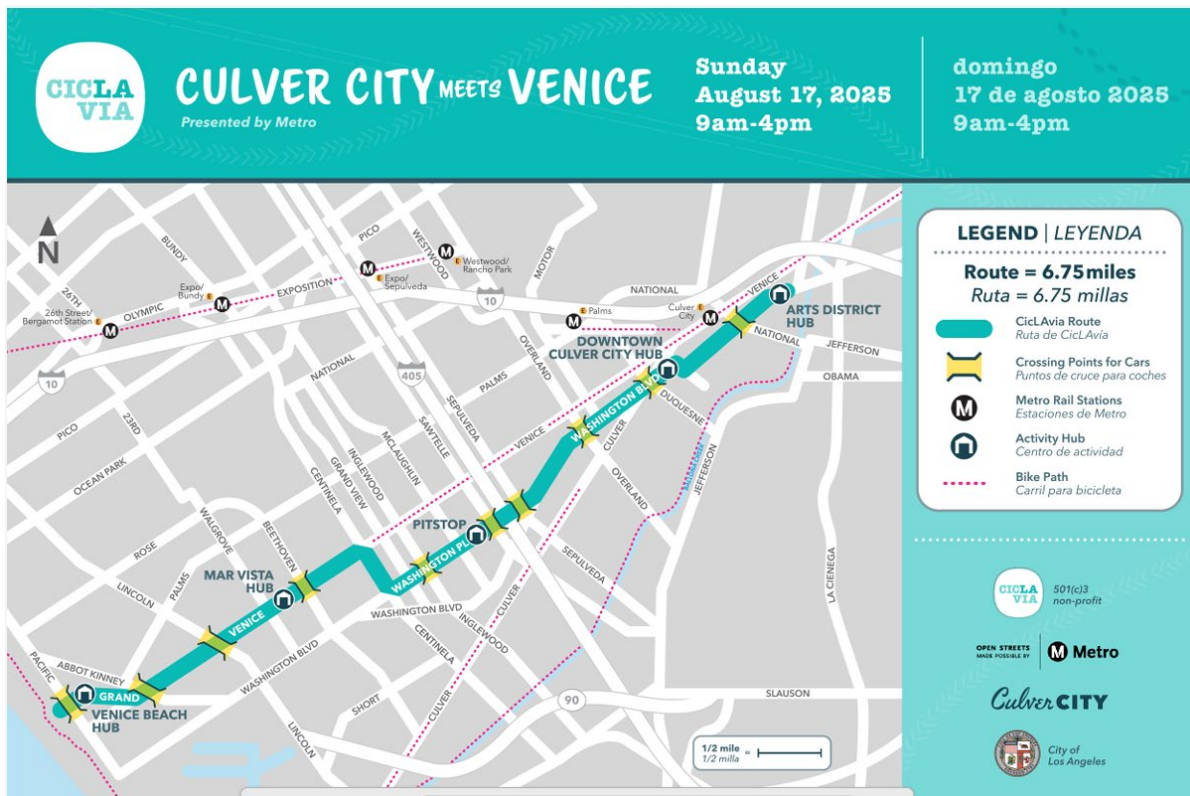 CICLA
VIA
CULVER CITY MEETS VENICE
Presented by Metro
Sunday
August 17, 2025
9am-4pm
domingo
17 de agosto 2025
9am-4pm
N
26TH
BUNDY
PICO
WESTWOOD
MOTOR
M
E Westwood/
Rancho Park
M
E Expo/
Sepulveda
Expo/
Bundy E
M
EXPOSITION
OLYMPIC
26th Street/
Bergamot Station E
M
10
10
405
NATIONAL
VENICE
E Palms
M
Culver
City E
M
ARTS DISTRICT
HUB
NATIONAL
JEFFERSON
OBAMA
DOWNTOWN
CULVER CITY HUB
OVERLAND
NATIONAL
PALMS
SEPULVEDA
SAWTELLE
WASHINGTON BLVD
DUQUESNE
CULVER
VENICE
OVERLAND
BALLONA CREEK
JEFFERSON
LA CIENEGA
PICO
23RD
OCEAN PARK
MCLAUGHLIN
INGLEWOOD
GRAND VIEW
CENTINELA
WALGROVE
BEETHOVEN
ROSE
PALMS
LINCOLN
PITSTOP
WASHINGTON PL
MAR VISTA
HUB
VENICE
WASHINGTON BLVD
WASHINGTON BLVD
SEPULVEDA
CULVER
INGLEWOOD
CENTINELA
PACIFIC
ABBOT KINNEY
GRAND
VENICE BEACH
HUB
SHORT
CULVER
LINCOLN
90
SLAUSON
1/2 mile =
1/2 milla
LEGEND | LEYENDA
Route = 6.75 miles
Ruta = 6.75 millas
CicLAvia Route
Ruta de CicLAvía
Crossing Points for Cars
Puntos de cruce para coches
M
Metro Rail Stations
Estaciones de Metro
Activity Hub
Centro de actividad
Bike Path
Carril para bicicleta
CICLA
VIA
501(c)3
non-profit
OPEN STREETS
MADE POSSIBLE BY
M Metro
Culver CITY
City of
Los Angeles